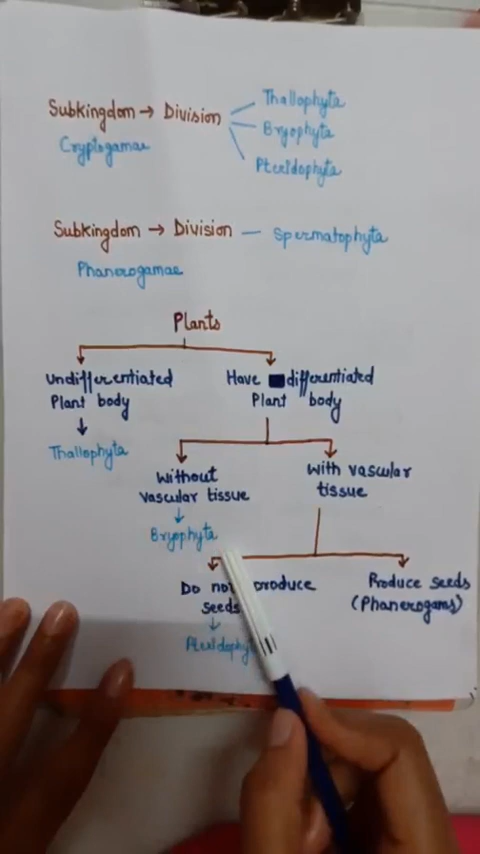 Subkingdom → Division
Thallophyta
Bryophyta
Pteridophyta
Cryptogamae
Subkingdom → Division — Spermatophyta
Phanerogamae
Plants
Undifferentiated
Plant body
Thallophyta
Have differentiated
Plant body
Without
vascular tissue
Bryophyta
With vascular
tissue
Do not produce
seeds
Pteridophyta
Produce seeds
(Phanerogams)